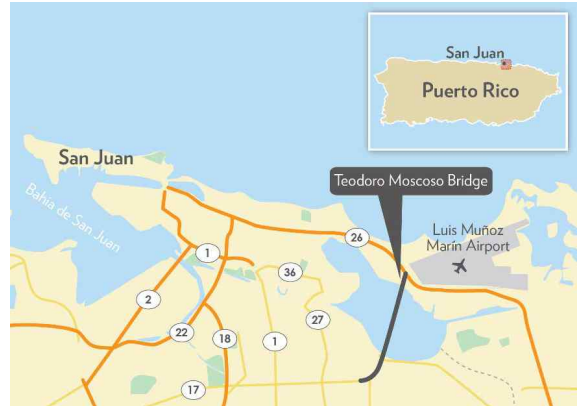 San Juan
Puerto Rico
San Juan
Bahia de San Juan
Teodoro Moscoso Bridge
Luis Muñoz
Marín Airport
26
1
36
2
27
22
18
1
17